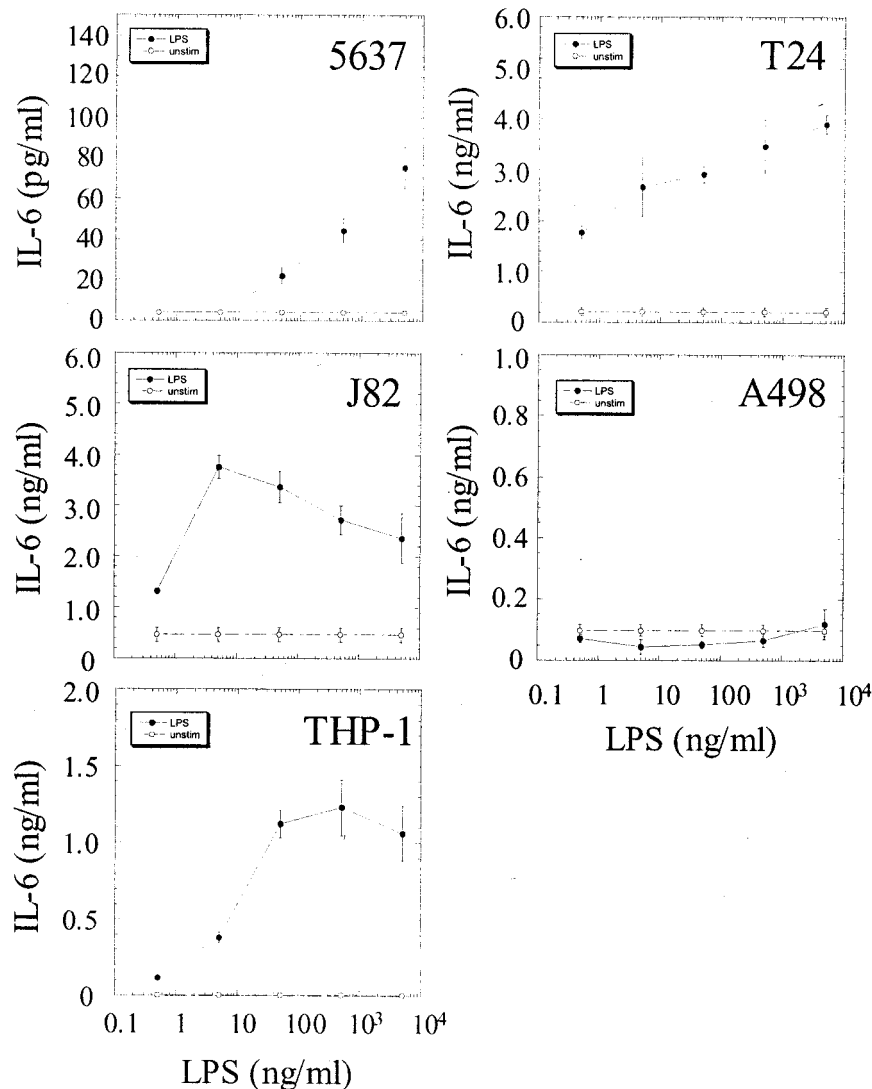 5637
LPS
unstim
IL-6 (pg/ml)
140
120
100
80
60
40
20
0
T24
LPS
unstim
IL-6 (ng/ml)
6.0
5.0
4.0
3.0
2.0
1.0
0
J82
LPS
unstim
IL-6 (ng/ml)
6.0
5.0
4.0
3.0
2.0
1.0
0
A498
LPS
unstim
IL-6 (ng/ml)
1.0
0.8
0.6
0.4
0.2
0
0.1 1 10 100 10³ 10⁴
LPS (ng/ml)
THP-1
LPS
unstim
IL-6 (ng/ml)
2.0
1.5
1.0
0.5
0
0.1 1 10 100 10³ 10⁴
LPS (ng/ml)